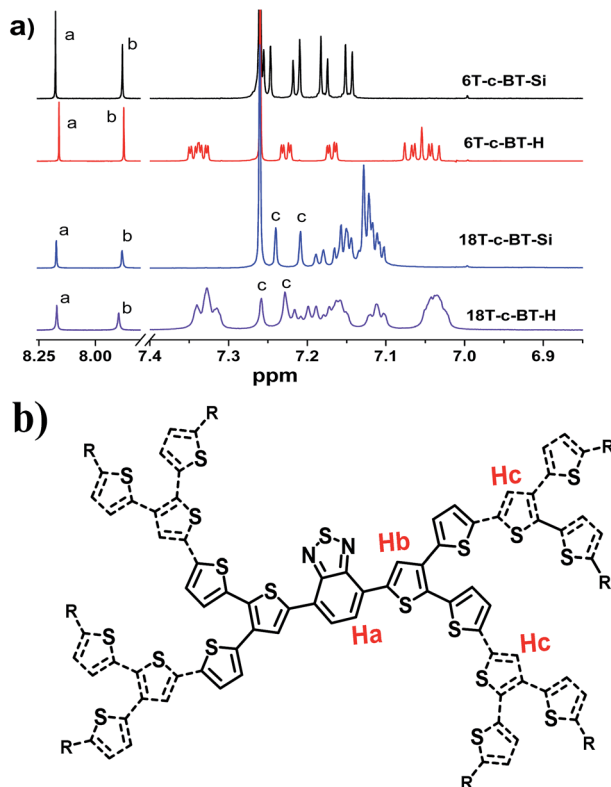 a)
a
b
6T-c-BT-Si
a
b
6T-c-BT-H
a
b
c
c
18T-c-BT-Si
a
b
c
c
18T-c-BT-H
8.25 8.00 7.4 7.3 7.2 7.1 7.0 6.9
ppm
b)
R
R
S
S
R
S
R
S
Hc
S
S
S
S
R
N
S
N
Hb
S
S
S
S
R
Ha
R
S
S
S
S
Hc
S
S
R
S
R
S
R
R